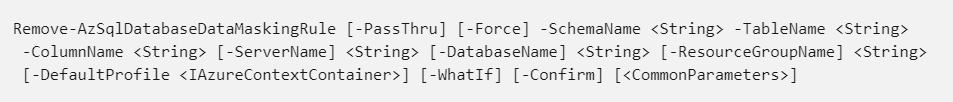 Remove-AzSqlDatabaseDataMaskingRule [-PassThru] [-Force] -SchemaName <String> -TableName <String>
-ColumnName <String> [-ServerName] <String> [-DatabaseName] <String> [-ResourceGroupName] <String>
[-DefaultProfile <IAzureContextContainer>] [-WhatIf] [-Confirm] [<CommonParameters>]